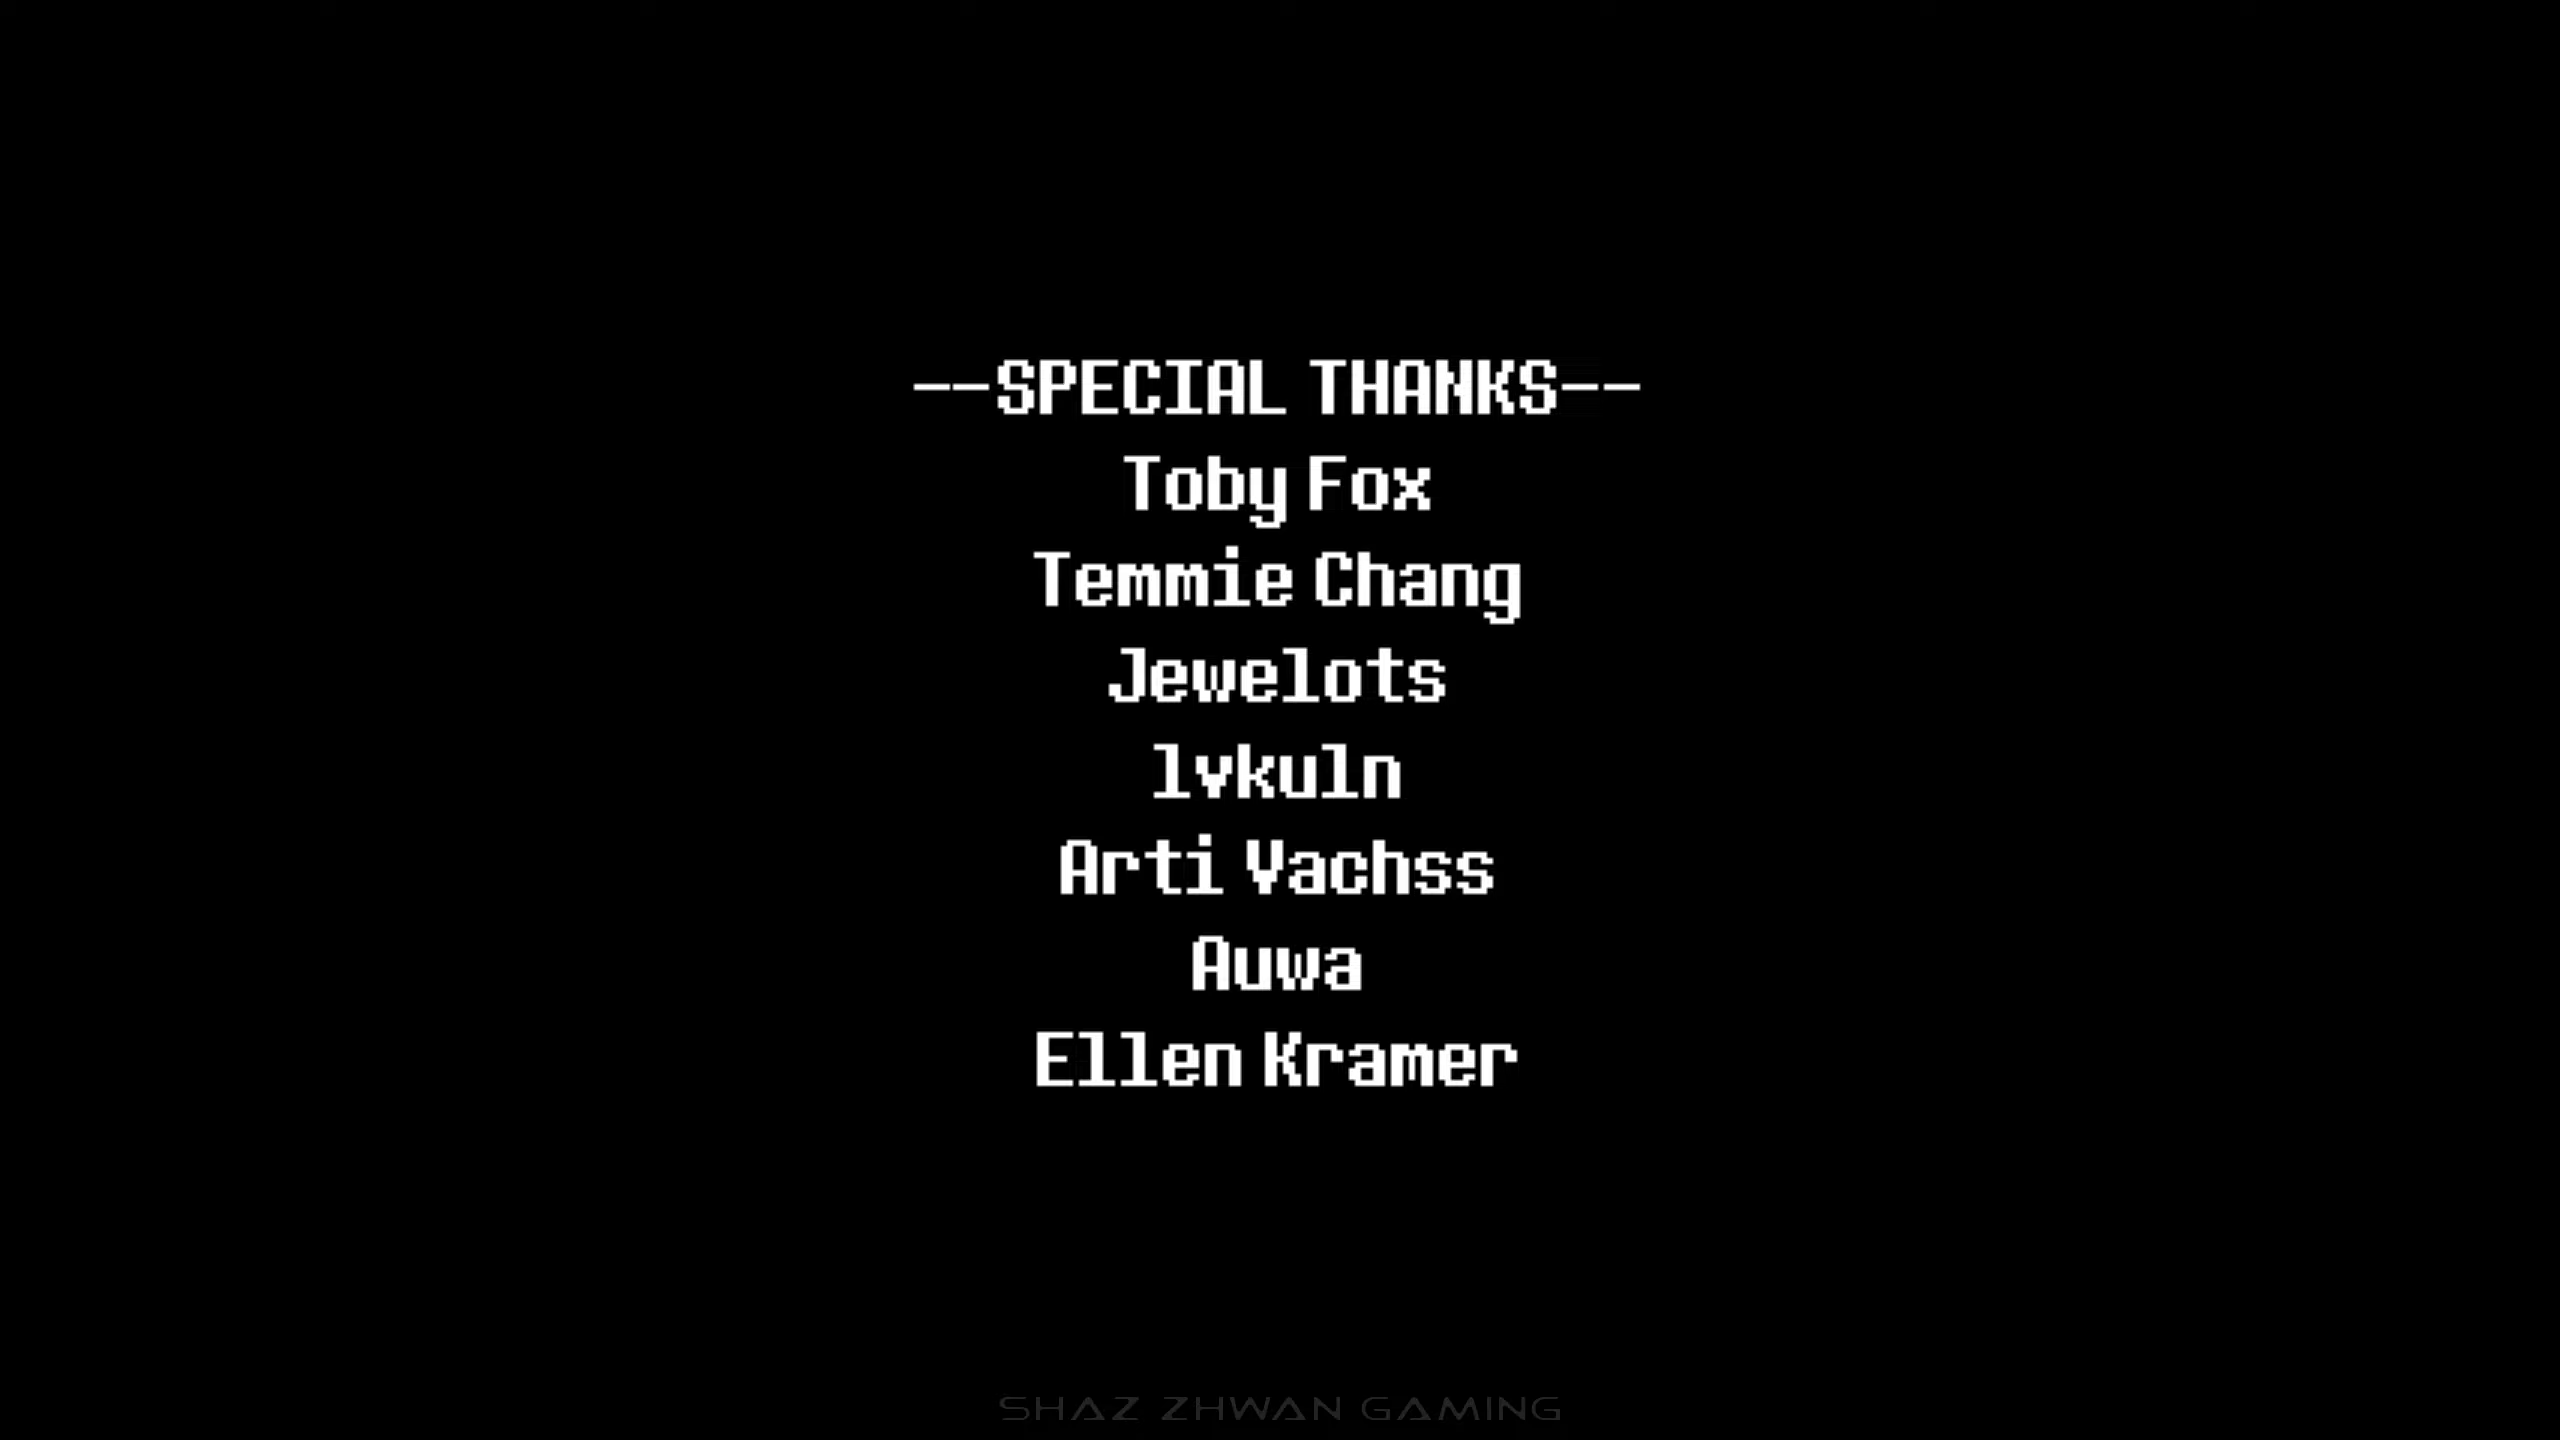 --SPECIAL THANKS--
Toby Fox
Temmie Chang
Jewelots
lvkuln
Arti Vachss
Auwa
Ellen Kramer
SHAZ ZHWAN GAMING